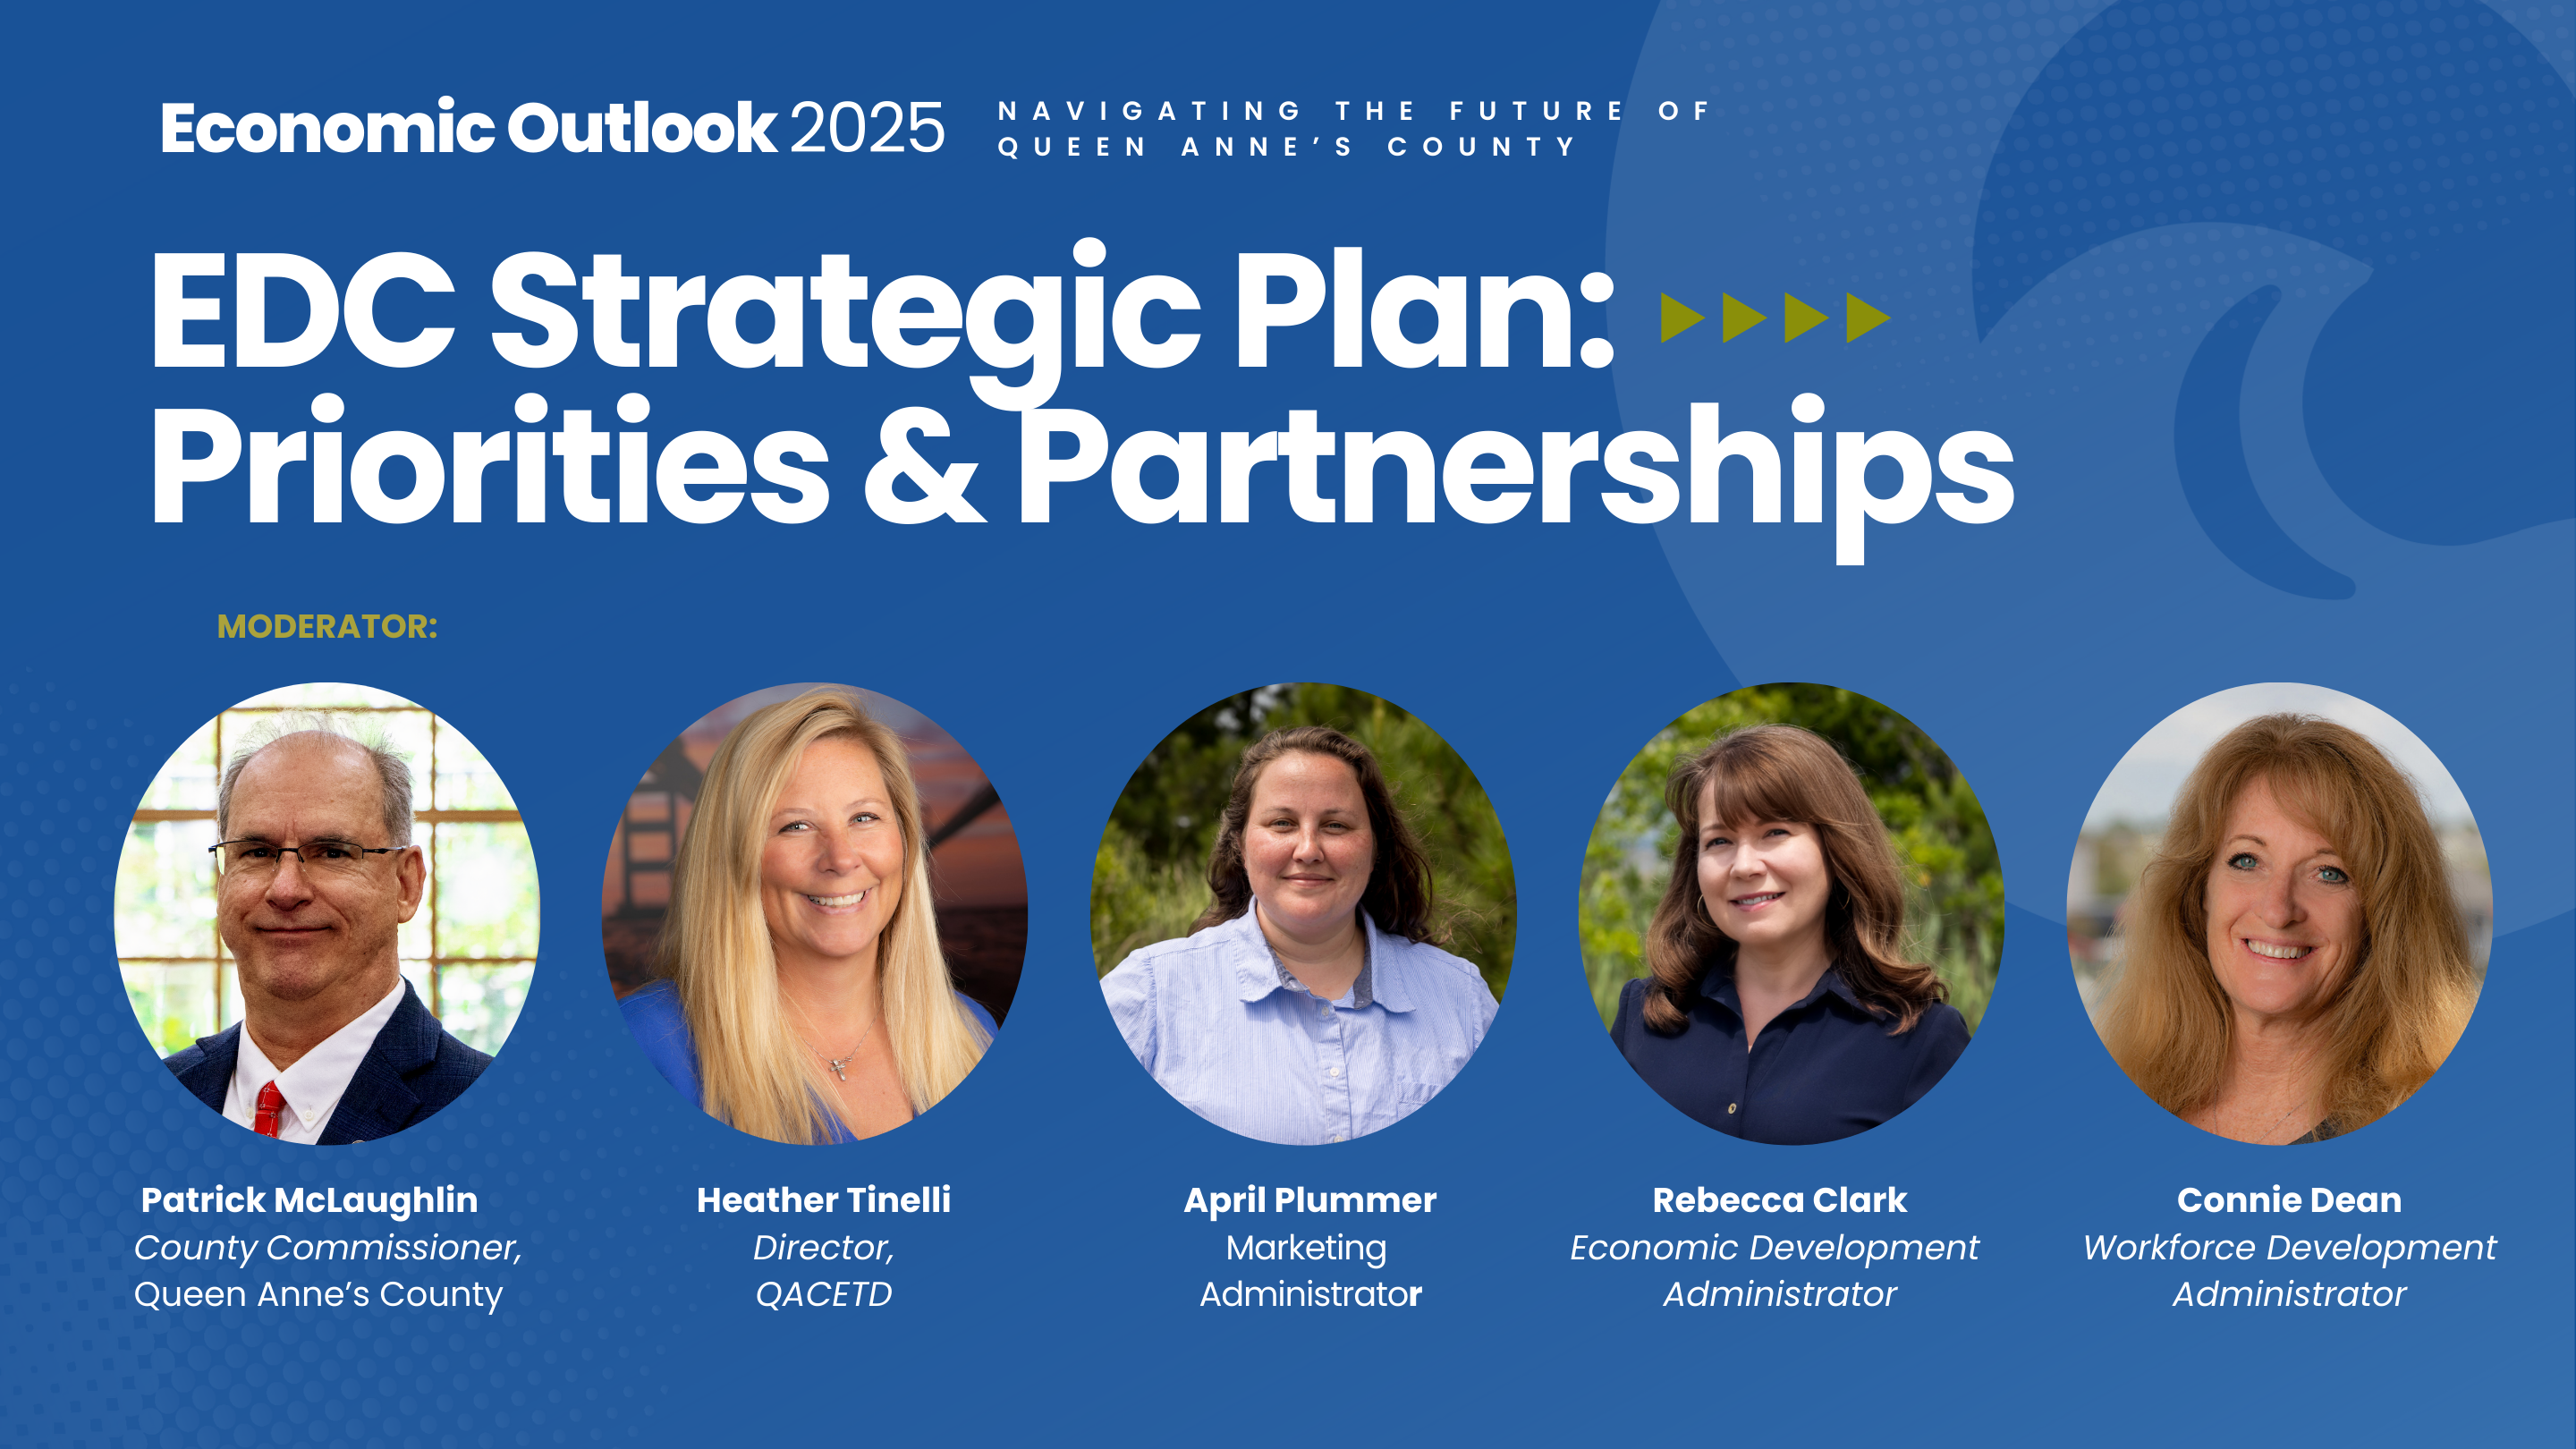 Economic Outlook 2025
NAVIGATING THE FUTURE OF
QUEEN ANNE’S COUNTY
EDC Strategic Plan:
Priorities & Partnerships
MODERATOR:
Patrick McLaughlin
County Commissioner,
Queen Anne’s County
Heather Tinelli
Director,
QACETD
April Plummer
Marketing
Administrator
Rebecca Clark
Economic Development
Administrator
Connie Dean
Workforce Development
Administrator